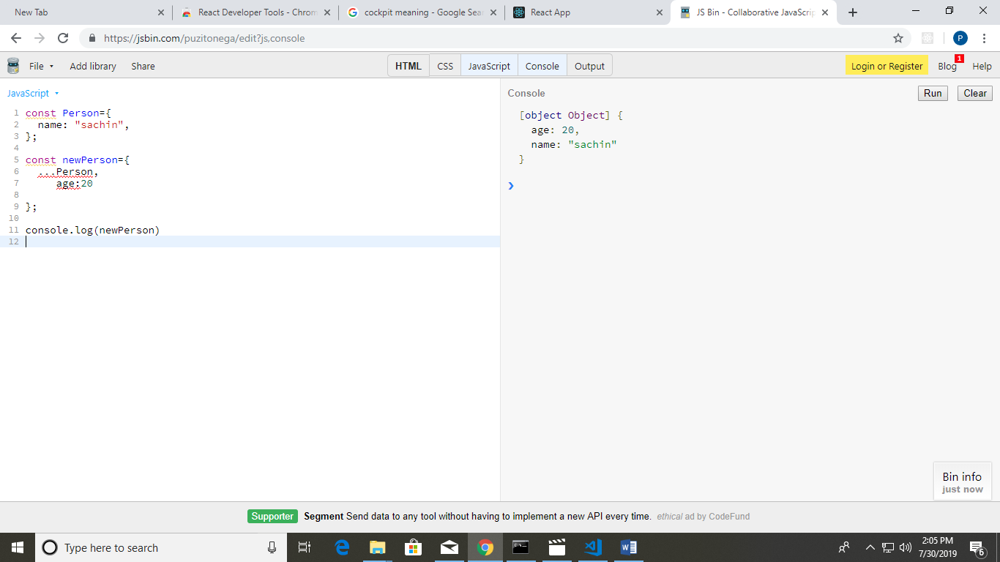 New Tab
React Developer Tools - Chrom
cockpit meaning - Google Sea
React App
JS Bin - Collaborative JavaScrip
https://jsbin.com/puzitonega/edit?js,console
P
File
Add library
Share
HTML
CSS
JavaScript
Console
Output
Login or Register
Blog
1
Help
JavaScript
1 const Person={
2   name: "sachin",
3 };
4
5 const newPerson={
6   ...Person,
7      age:20
8
9 };
10
11 console.log(newPerson)
12
Console
Run
Clear
[object Object] {
  age: 20,
  name: "sachin"
}
Bin info
just now
Supporter Segment Send data to any tool without having to implement a new API every time. ethical ad by CodeFund
Type here to search
2:05 PM
7/30/2019
6